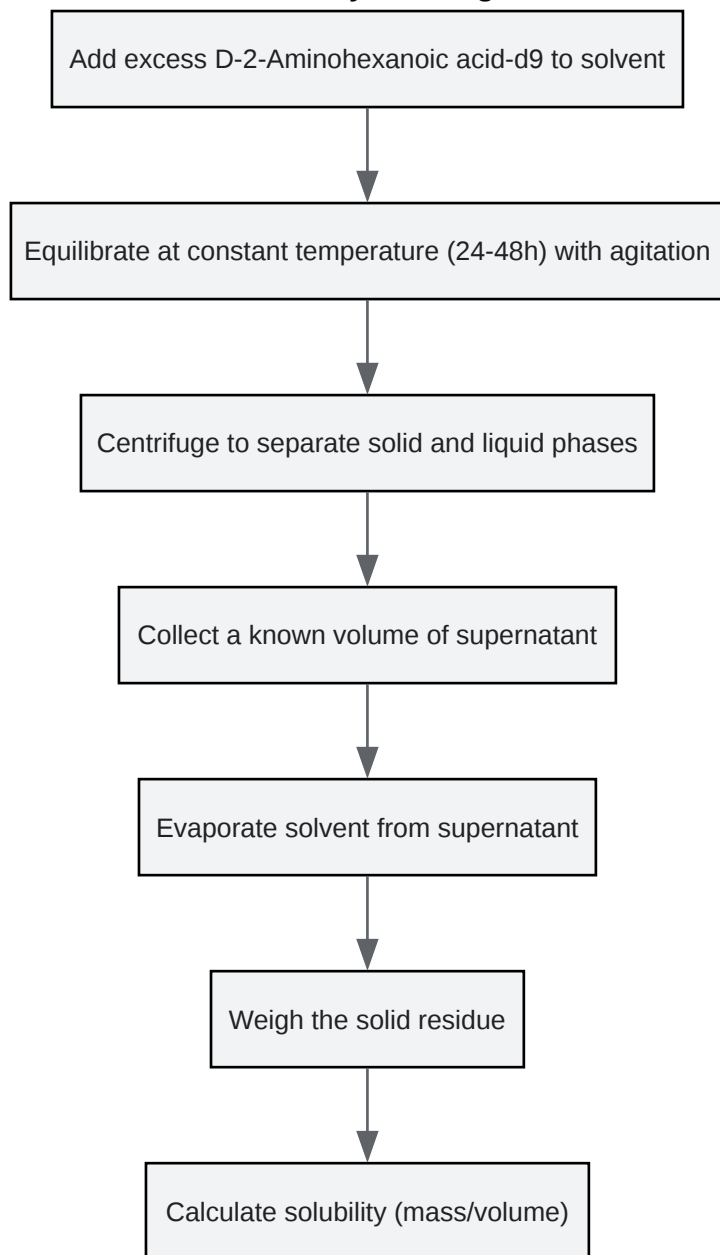 Add excess D-2-Aminohexanoic acid-d9 to solvent
Equilibrate at constant temperature (24-48h) with agitation
Centrifuge to separate solid and liquid phases
Collect a known volume of supernatant
Evaporate solvent from supernatant
Weigh the solid residue
Calculate solubility (mass/volume)